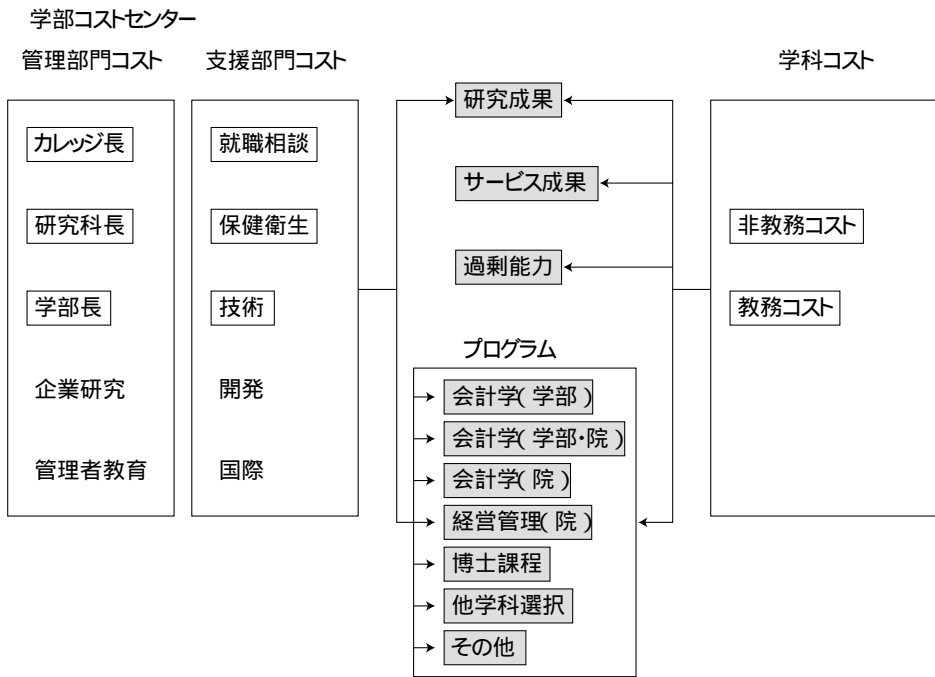 学部コストセンター
管理部門コスト
支援部門コスト
学科コスト
カレッジ長
研究科長
学部長
企業研究
管理者教育
就職相談
保健衛生
技術
開発
国際
研究成果
サービス成果
過剰能力
プログラム
会計学(学部)
会計学(学部・院)
会計学(院)
経営管理(院)
博士課程
他学科選択
その他
非教務コスト
教務コスト